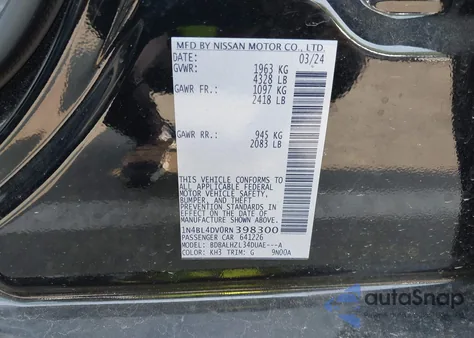 MFD BY NISSAN MOTOR CO., LTD.
DATE: 03/24
GVWR: 1963 KG
4328 LB
GAWR FR.: 1097 KG
2418 LB
GAWR RR.: 945 KG
2083 LB
THIS VEHICLE CONFORMS TO
ALL APPLICABLE FEDERAL
MOTOR VEHICLE SAFETY,
BUMPER, AND THEFT
PREVENTION STANDARDS IN
EFFECT ON THE DATE OF
MANUFACTURE SHOWN ABOVE.
1N4BL4DV0RN398300
PASSENGER CAR 641226
MODEL: BDBALHZL34DUAE---A
COLOR: KH3 TRIM: G 9N00A
autoSnap